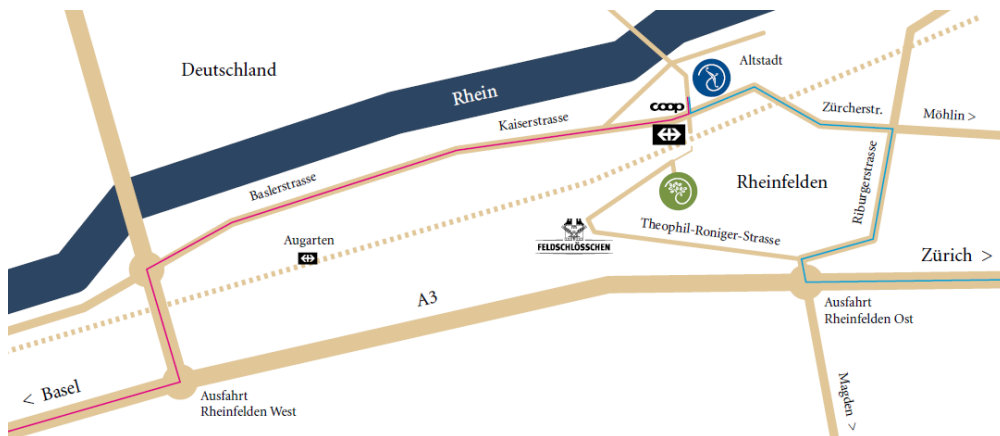 Deutschland
Rhein
Altstadt
coop
Kaiserstrasse
Zürcherstr.
Möhlin >
Baslerstrasse
Riburgerstrasse
Rheinfelden
Theophil-Roniger-Strasse
Augarten
FELDSCHLÖSSCHEN
Zürich >
A3
Ausfahrt
Rheinfelden Ost
< Basel
Ausfahrt
Rheinfelden West
Magden >